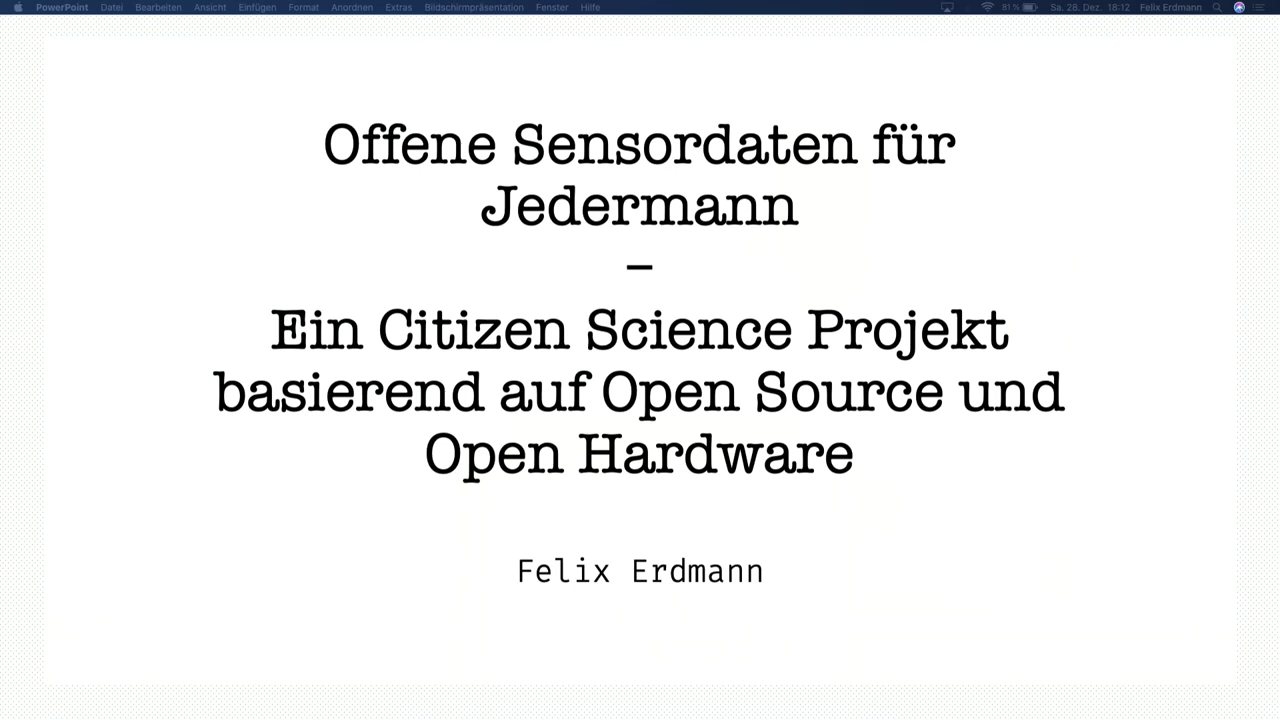 PowerPoint Datei Bearbeiten Ansicht Einfügen Format Anordnen Extras Bildschirmpräsentation Fenster Hilfe 81 % Sa. 28. Dez. 18:12 Felix Erdmann
Offene Sensordaten für
Jedermann
–
Ein Citizen Science Projekt
basierend auf Open Source und
Open Hardware
Felix Erdmann